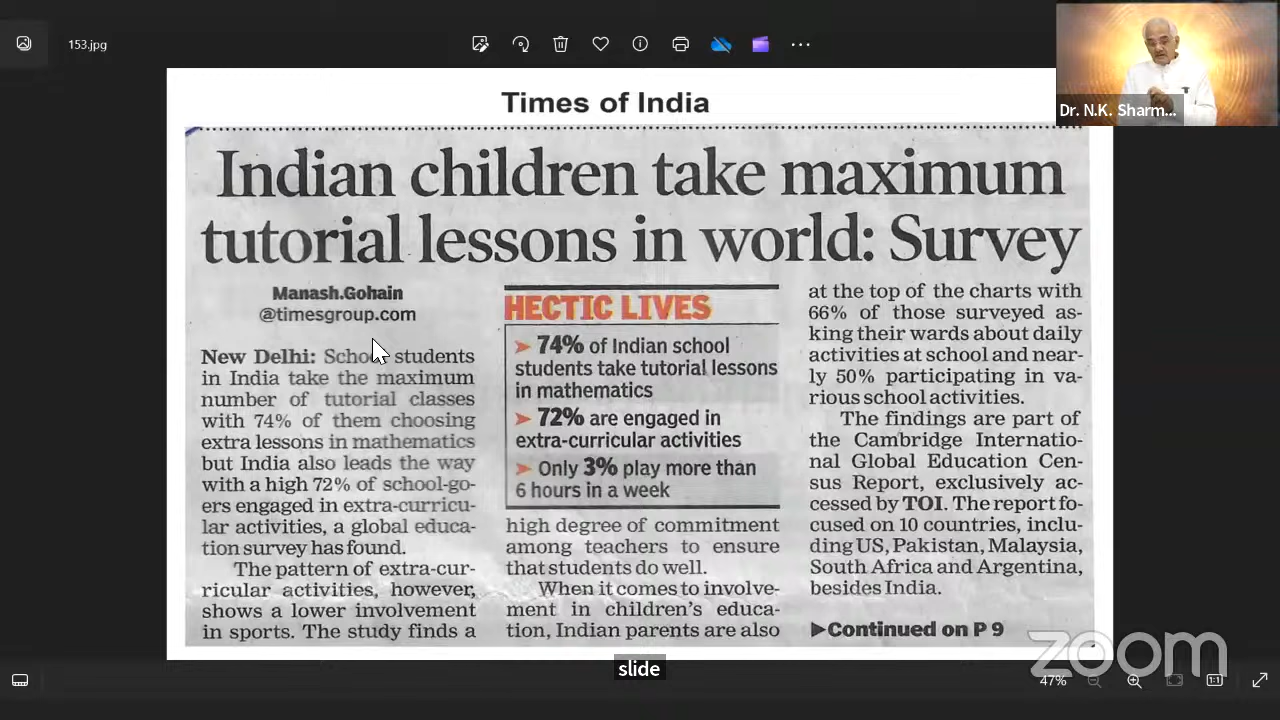 153.jpg
Dr. N.K. Sharm...
Times of India
Indian children take maximum
tutorial lessons in world: Survey
Manash.Gohain
@timesgroup.com
New Delhi: School students
in India take the maximum
number of tutorial classes
with 74% of them choosing
extra lessons in mathematics
but India also leads the way
with a high 72% of school-go-
ers engaged in extra-curricu-
lar activities, a global educa-
tion survey has found.
The pattern of extra-cur-
ricular activities, however,
shows a lower involvement
in sports. The study finds a
HECTIC LIVES
➤ 74% of Indian school
students take tutorial lessons
in mathematics
➤ 72% are engaged in
extra-curricular activities
➤ Only 3% play more than
6 hours in a week
high degree of commitment
among teachers to ensure
that students do well.
When it comes to involve-
ment in children's educa-
tion, Indian parents are also
at the top of the charts with
66% of those surveyed as-
king their wards about daily
activities at school and near-
ly 50% participating in va-
rious school activities.
The findings are part of
the Cambridge Internatio-
nal Global Education Cen-
sus Report, exclusively ac-
cessed by TOI. The report fo-
cused on 10 countries, inclu-
ding US, Pakistan, Malaysia,
South Africa and Argentina,
besides India.
▶Continued on P 9
zoom
slide
47%
1:1